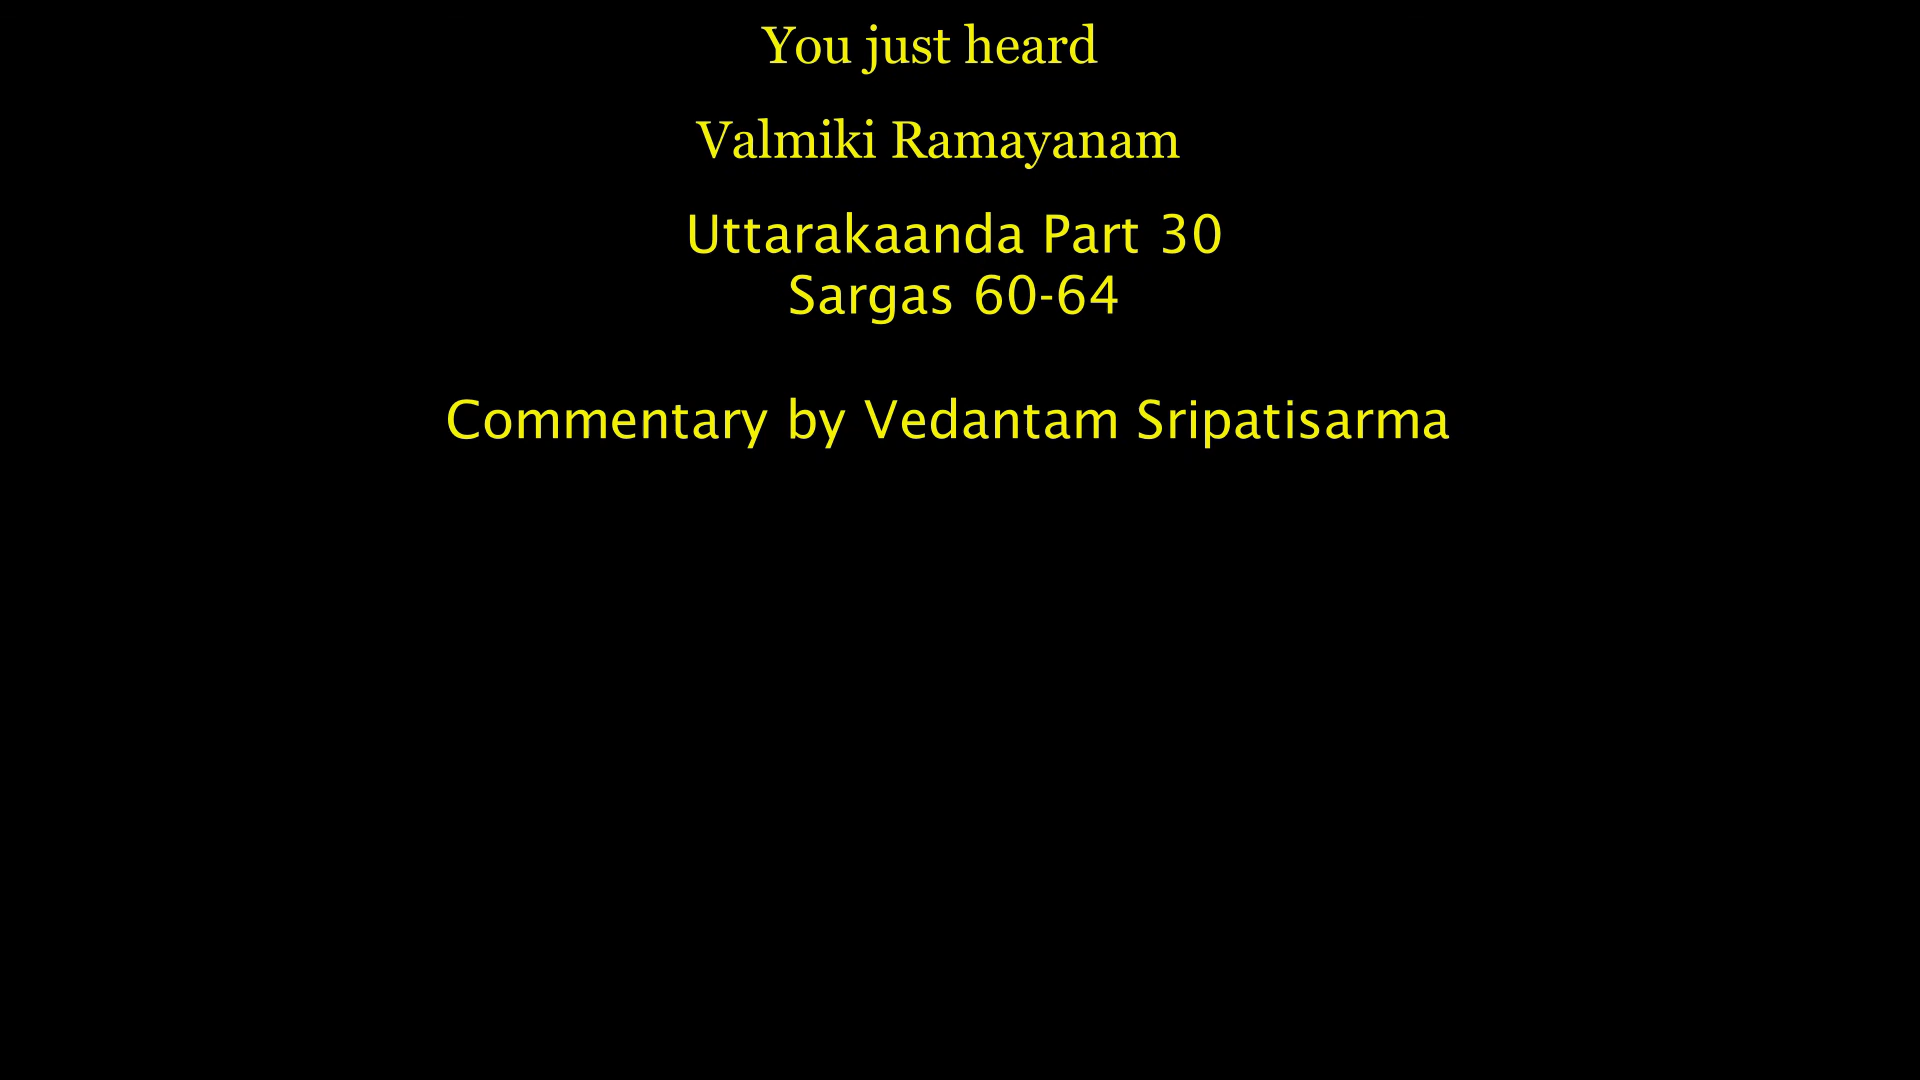 You just heard
Valmiki Ramayanam
Uttarakaanda Part 30
Sargas 60-64
Commentary by Vedantam Sripatisarma